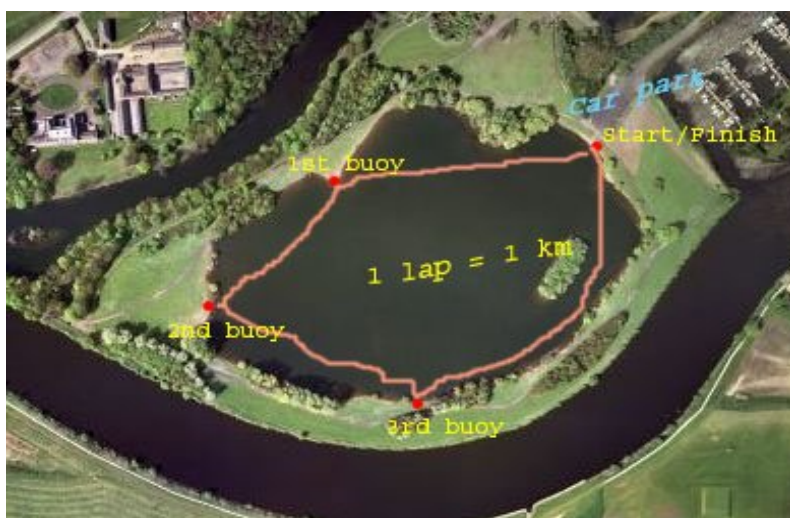 Car park
Start/Finish
1st buoy
1 lap = 1 km
2nd buoy
3rd buoy